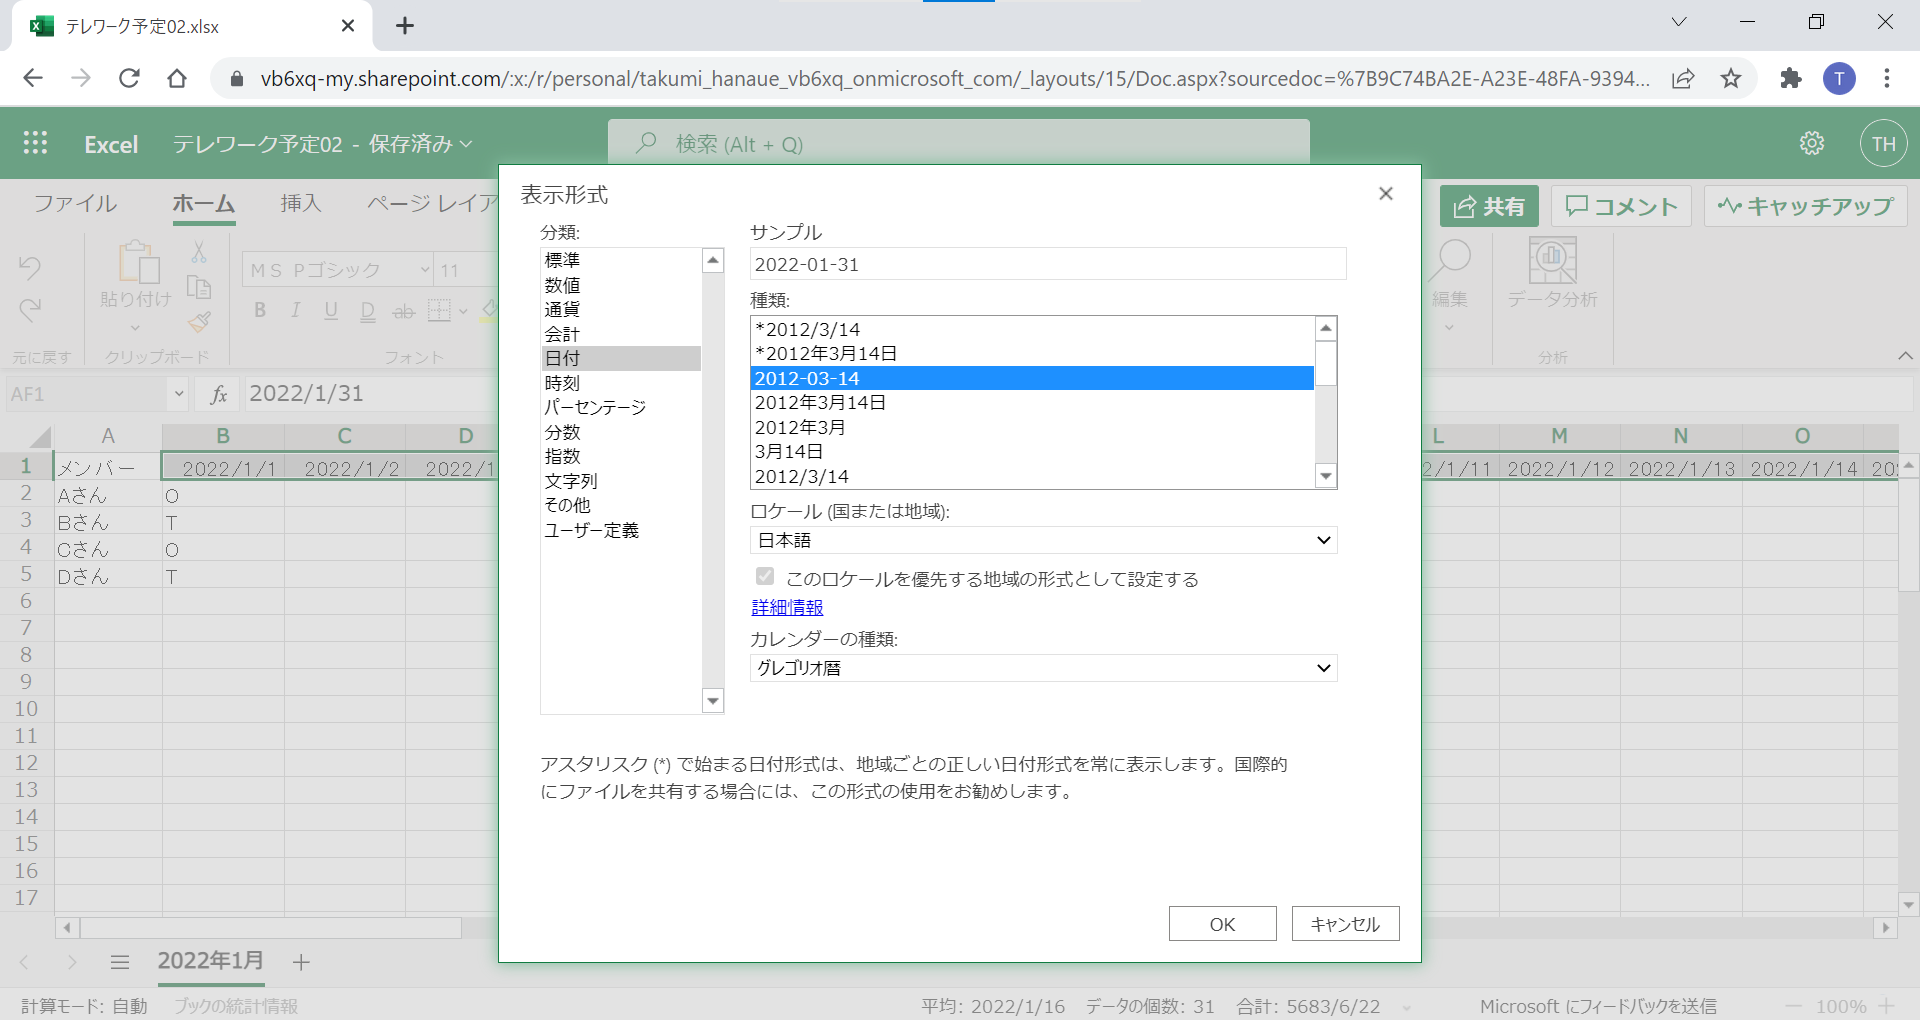 テレワーク予定02.xlsx
vb6xq-my.sharepoint.com/:x:/r/personal/takumi_hanaue_vb6xq_onmicrosoft_com/_layouts/15/Doc.aspx?sourcedoc=%7B9C74BA2E-A23E-48FA-9394...
T
Excel
テレワーク予定02 - 保存済み
検索 (Alt + Q)
TH
ファイル
ホーム
挿入
ページ レイア
共有
コメント
キャッチアップ
貼り付け
ＭＳ Ｐゴシック
11
B I U D ab
元に戻す
クリップボード
フォント
編集
データ分析
分析
AF1
fx
2022/1/31
A B C D L M N O
1 メンバー 2022/1/1 2022/1/2 2022/1 2/1/11 2022/1/12 2022/1/13 2022/1/14 20
2 Aさん O
3 Bさん T
4 Cさん O
5 Dさん T
6
7
8
9
10
11
12
13
14
15
16
17
表示形式
分類:
標準
数値
通貨
会計
日付
時刻
パーセンテージ
分数
指数
文字列
その他
ユーザー定義
サンプル
2022-01-31
種類:
*2012/3/14
*2012年3月14日
2012-03-14
2012年3月14日
2012年3月
3月14日
2012/3/14
ロケール (国または地域):
日本語
このロケールを優先する地域の形式として設定する
詳細情報
カレンダーの種類:
グレゴリオ暦
アスタリスク (*) で始まる日付形式は、地域ごとの正しい日付形式を常に表示します。国際的
にファイルを共有する場合には、この形式の使用をお勧めします。
OK
キャンセル
2022年1月
計算モード: 自動
ブックの統計情報
平均: 2022/1/16
データの個数: 31
合計: 5683/6/22
Microsoft にフィードバックを送信
100%